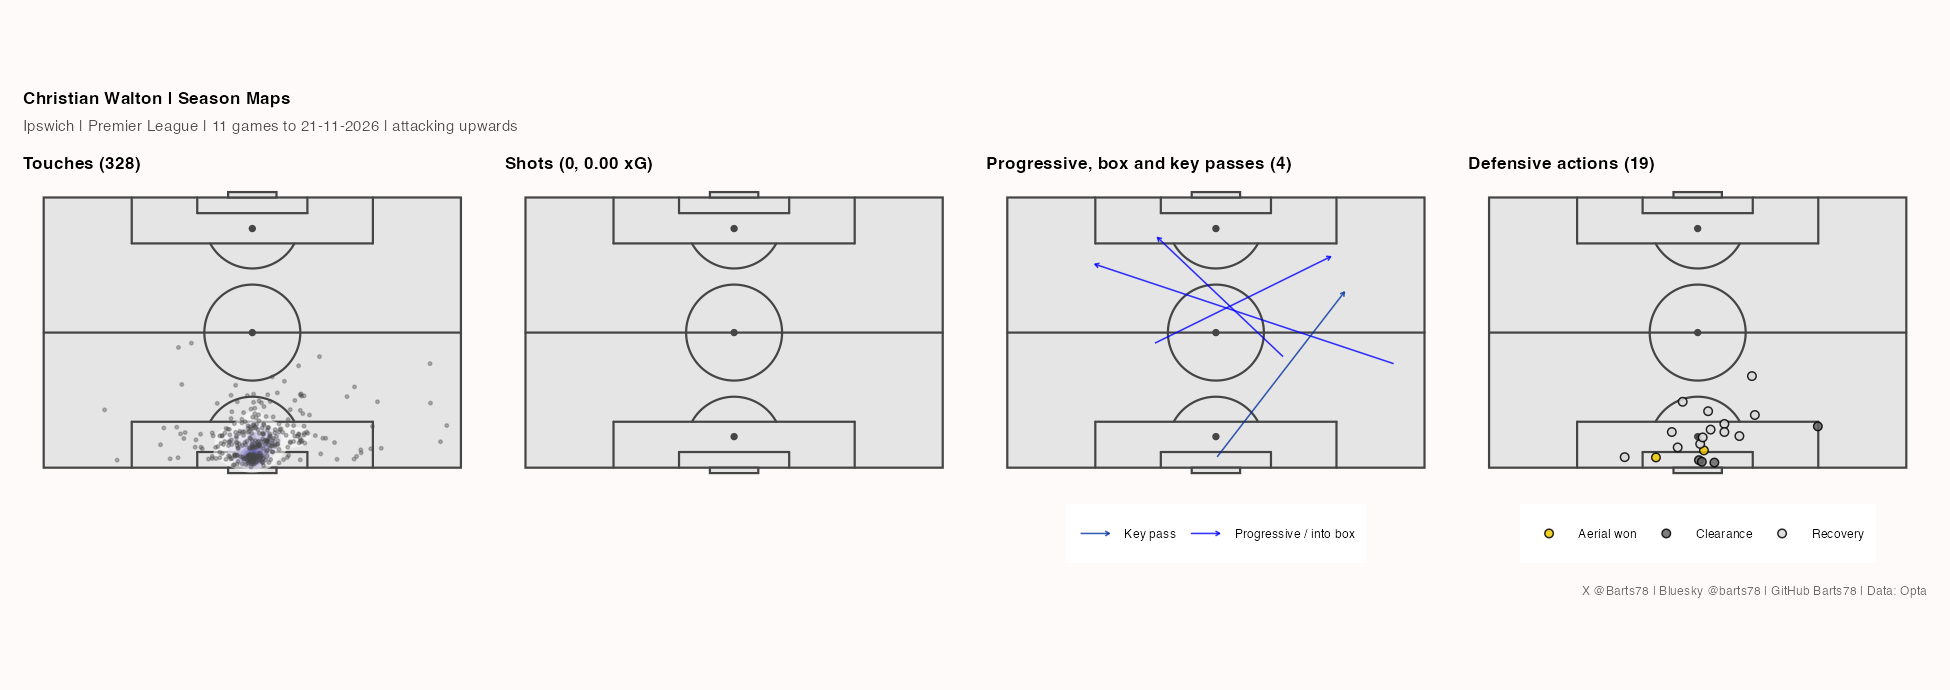 Christian Walton | Season Maps
Ipswich | Premier League | 11 games to 21-11-2026 | attacking upwards
Touches (328)
Shots (0, 0.00 xG)
Progressive, box and key passes (4)
Defensive actions (19)
Key pass
Progressive / into box
Aerial won
Clearance
Recovery
X @Barts78 | Bluesky @barts78 | GitHub Barts78 | Data: Opta